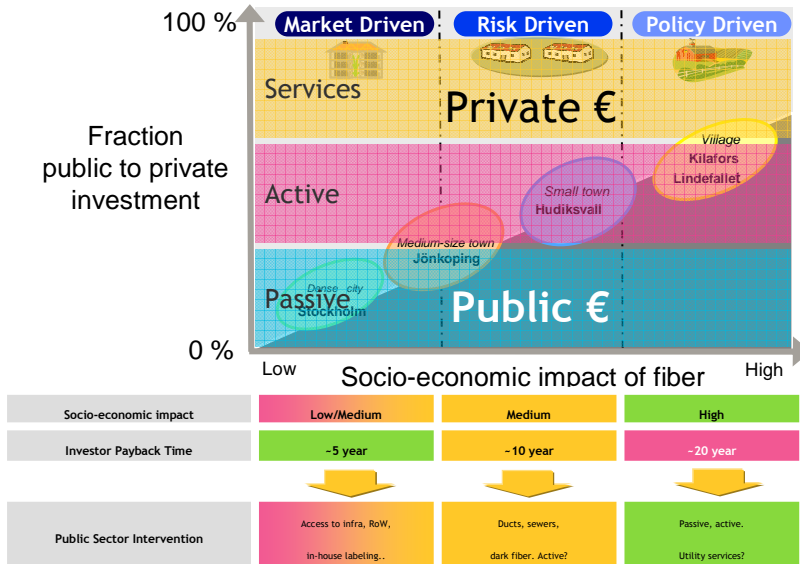 100 %
Market Driven
Risk Driven
Policy Driven
Services
Private €
Fraction
public to private
investment
Village
Kilafors
Lindefallet
Active
Small town
Hudiksvall
Medium-size town
Jönkoping
Dense city
Stockholm
Passive
Public €
0 %
Low
Socio-economic impact of fiber
High
Socio-economic impact
Low/Medium
Medium
High
Investor Payback Time
~5 year
~10 year
~20 year
Public Sector Intervention
Access to infra, RoW,
in-house labeling..
Ducts, sewers,
dark fiber. Active?
Passive, active.
Utility services?